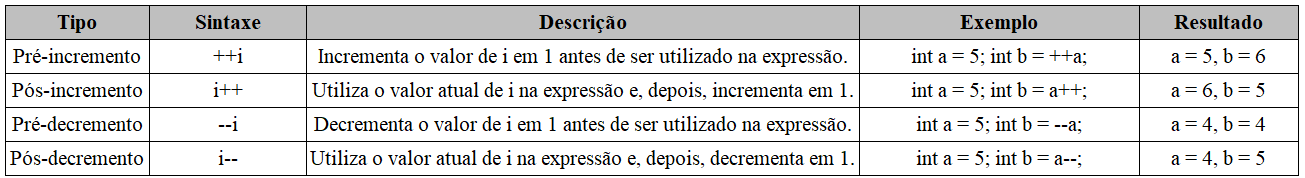 Tipo Sintaxe Descrição Exemplo Resultado
Pré-incremento ++i Incrementa o valor de i em 1 antes de ser utilizado na expressão. int a = 5; int b = ++a; a = 5, b = 6
Pós-incremento i++ Utiliza o valor atual de i na expressão e, depois, incrementa em 1. int a = 5; int b = a++; a = 6, b = 5
Pré-decremento --i Decrementa o valor de i em 1 antes de ser utilizado na expressão. int a = 5; int b = --a; a = 4, b = 4
Pós-decremento i-- Utiliza o valor atual de i na expressão e, depois, decrementa em 1. int a = 5; int b = a--; a = 4, b = 5